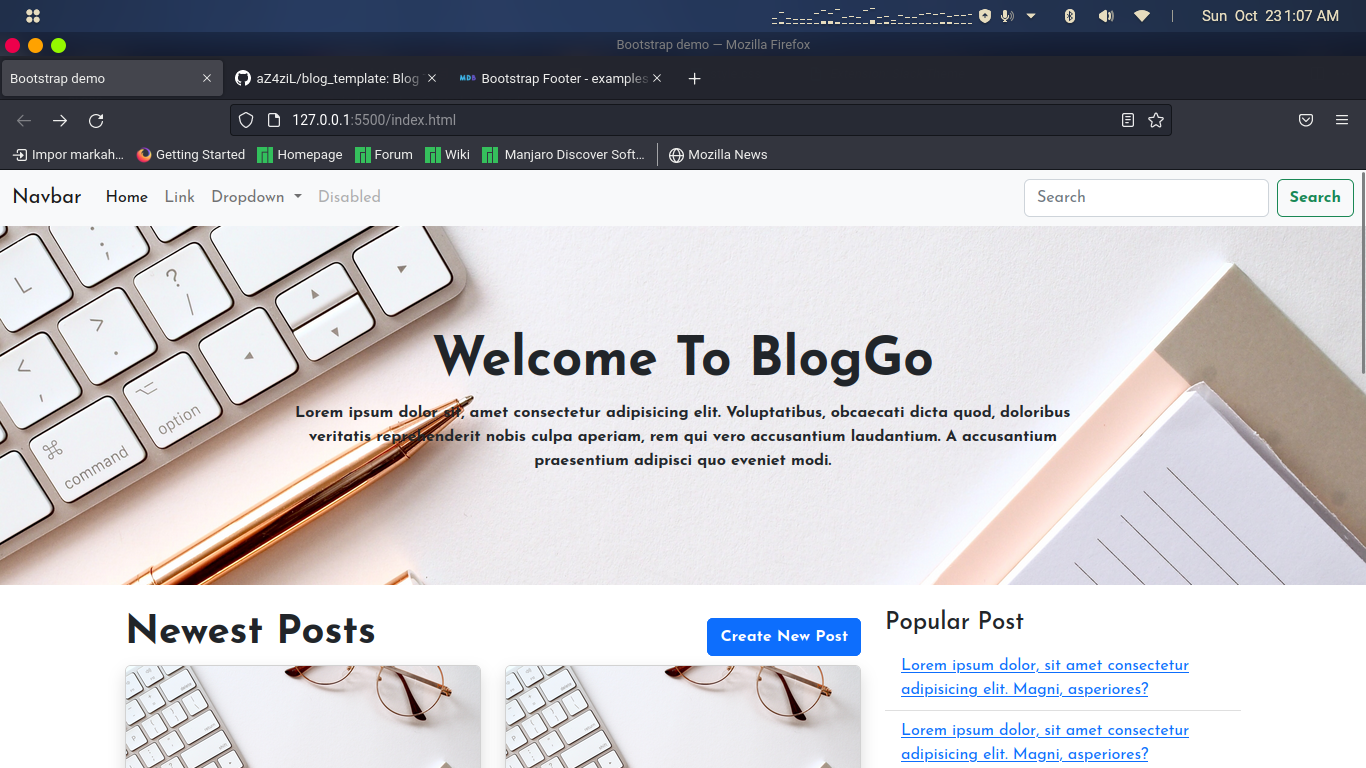 Sun Oct 23 1:07 AM
Bootstrap demo — Mozilla Firefox
Bootstrap demo
aZ4ziL/blog_template: Blog
MDB Bootstrap Footer - examples
127.0.0.1:5500/index.html
Impor markah…
Getting Started
Homepage
Forum
Wiki
Manjaro Discover Soft…
Mozilla News
Navbar
Home
Link
Dropdown
Disabled
Search
Search
L
;
:
?
/
>
.
<
,
option
command
Welcome To BlogGo
Lorem ipsum dolor sit, amet consectetur adipisicing elit. Voluptatibus, obcaecati dicta quod, doloribus
veritatis reprehenderit nobis culpa aperiam, rem qui vero accusantium laudantium. A accusantium
praesentium adipisci quo eveniet modi.
Newest Posts
Create New Post
Popular Post
Lorem ipsum dolor, sit amet consectetur
adipisicing elit. Magni, asperiores?
Lorem ipsum dolor, sit amet consectetur
adipisicing elit. Magni, asperiores?